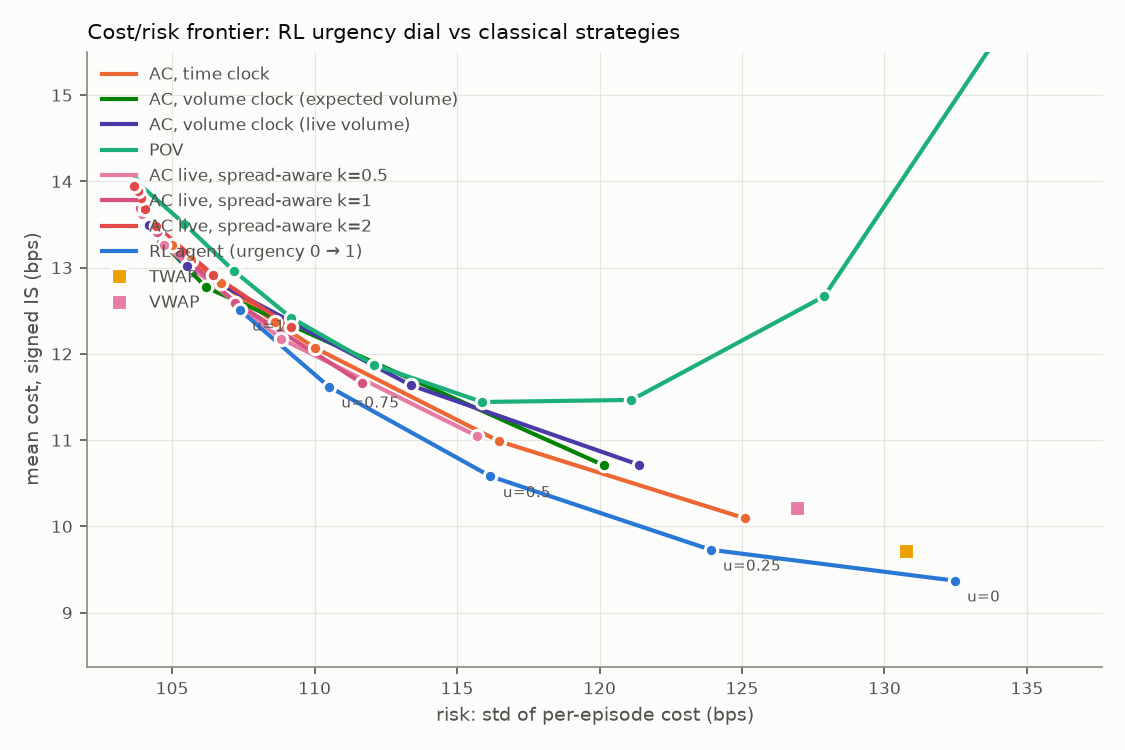 Cost/risk frontier: RL urgency dial vs classical strategies
AC, time clock
AC, volume clock (expected volume)
AC, volume clock (live volume)
POV
AC live, spread-aware k=0.5
AC live, spread-aware k=1
AC live, spread-aware k=2
RL agent (urgency 0 → 1)
TWAP
VWAP
15
14
13
12
11
10
9
mean cost, signed IS (bps)
u=1
u=0.75
u=0.5
u=0.25
u=0
105
110
115
120
125
130
135
risk: std of per-episode cost (bps)